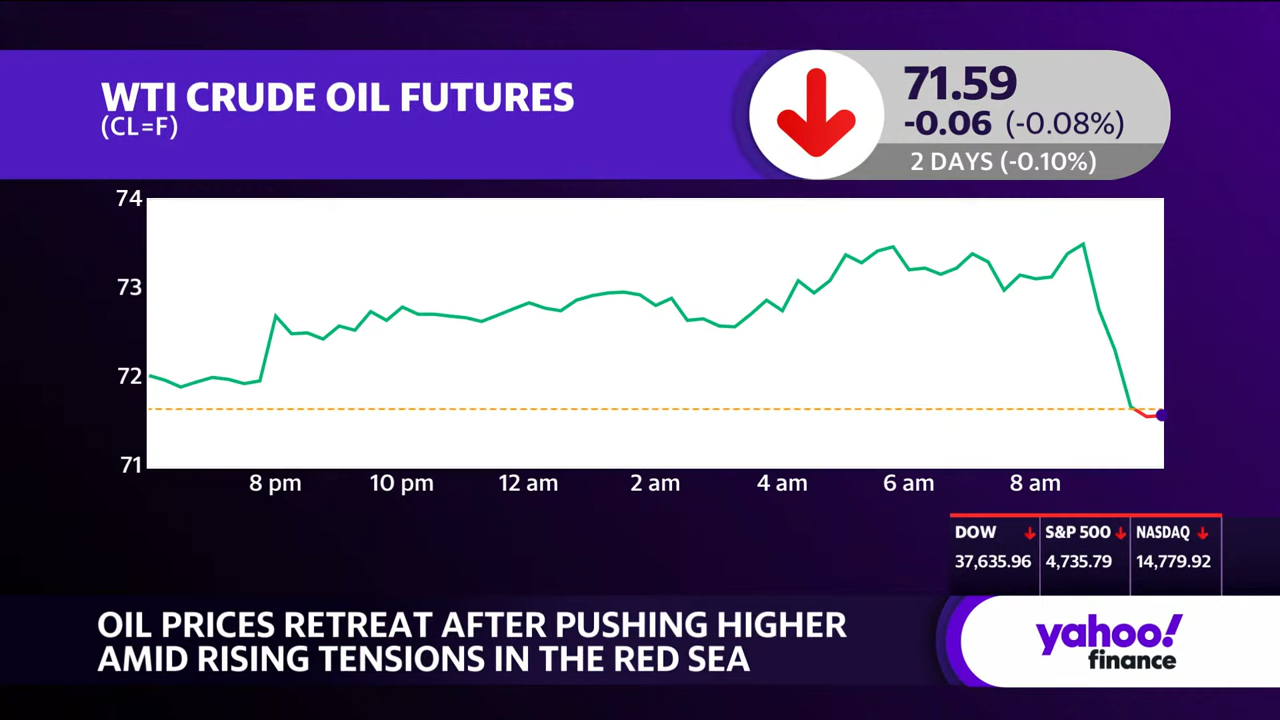 WTI CRUDE OIL FUTURES
(CL=F)
71.59
-0.06 (-0.08%)
2 DAYS (-0.10%)
74
73
72
71
8 pm 10 pm 12 am 2 am 4 am 6 am 8 am
DOW S&P 500 NASDAQ
37,635.96 4,735.79 14,779.92
OIL PRICES RETREAT AFTER PUSHING HIGHER
AMID RISING TENSIONS IN THE RED SEA
yahoo!
finance